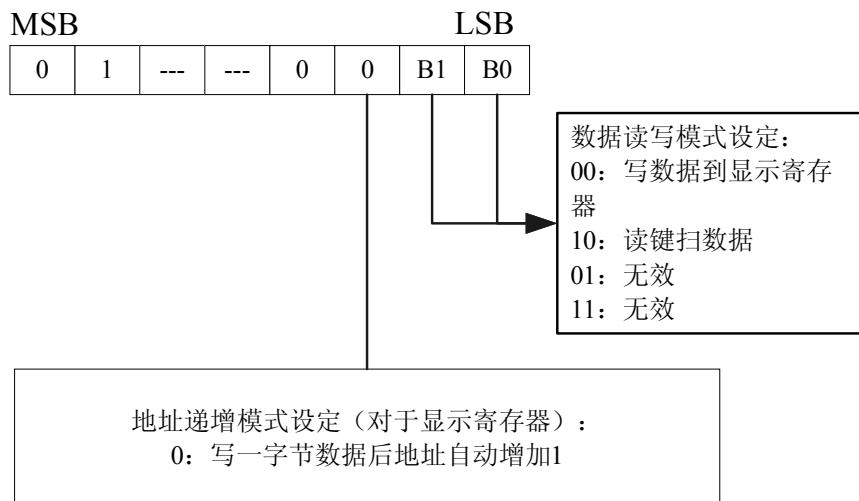 MSB LSB
0 1 --- --- 0 0 B1 B0
数据读写模式设定：
00：写数据到显示寄存
器
10：读键扫数据
01：无效
11：无效
地址递增模式设定（对于显示寄存器）：
0：写一字节数据后地址自动增加1